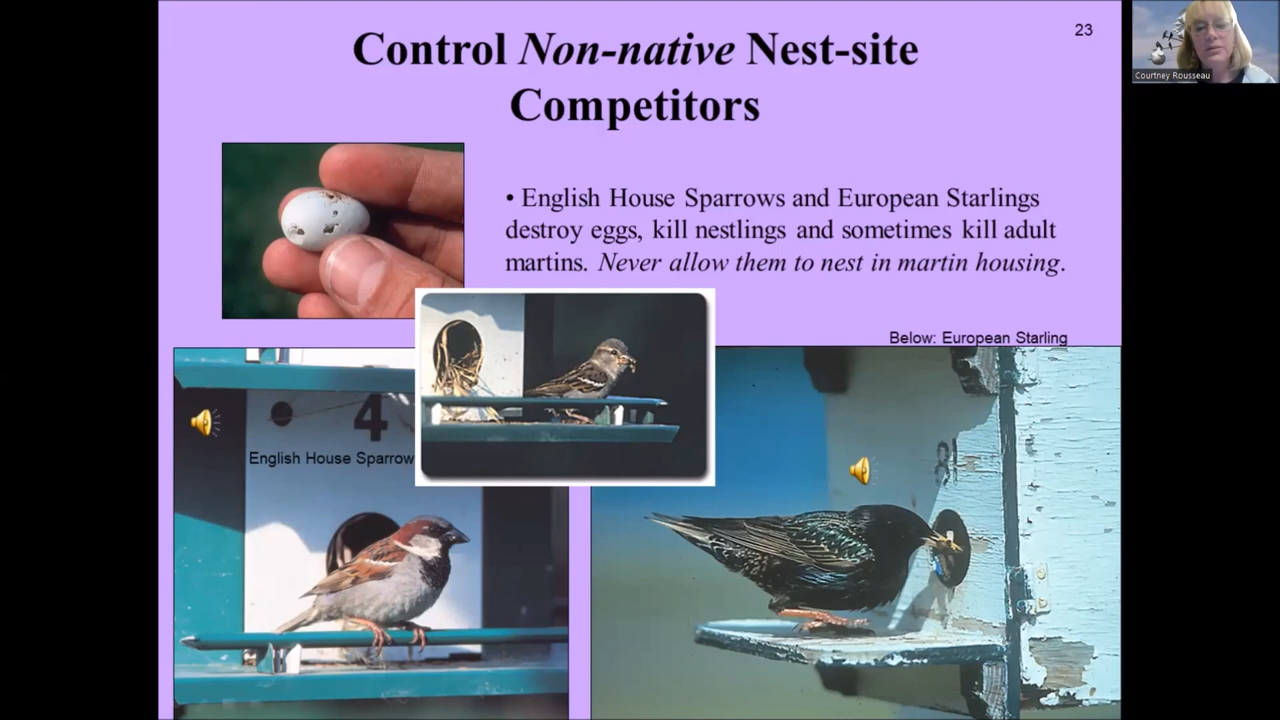 23
Control Non-native Nest-site
Competitors
• English House Sparrows and European Starlings
destroy eggs, kill nestlings and sometimes kill adult
martins. Never allow them to nest in martin housing.
Below: European Starling
4
English House Sparrow
18
Courtney Rousseau